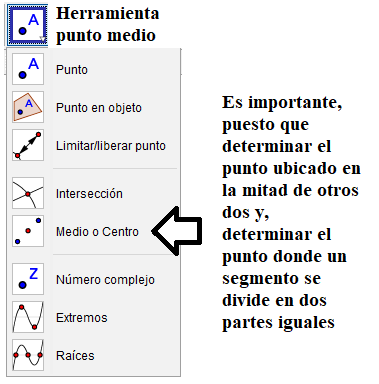 A
Herramienta
punto medio
A
Punto
A
Punto en objeto
Limitar/liberar punto
Intersección
Medio o Centro
Z
Número complejo
Extremos
Raíces
Es importante,
puesto que
determinar el
punto ubicado en
la mitad de otros
dos y,
determinar el
punto donde un
segmento se
divide en dos
partes iguales